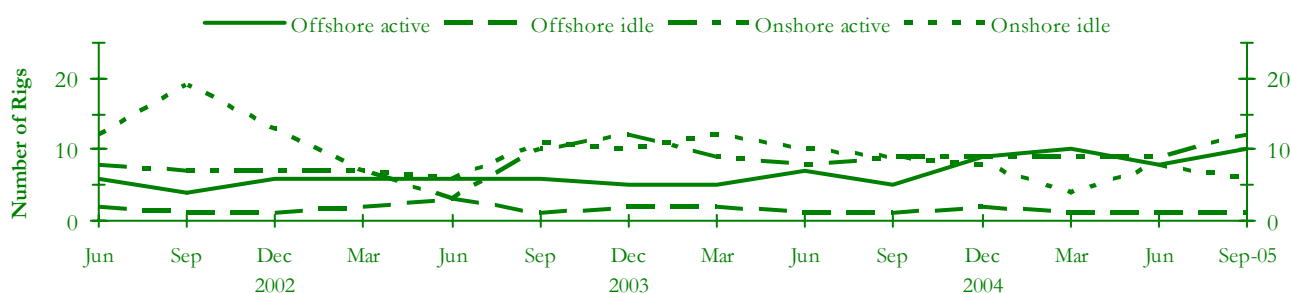 Offshore active Offshore idle Onshore active Onshore idle
Number of Rigs
20 20
10 10
0 0
Jun Sep Dec Mar Jun Sep Dec Mar Jun Sep Dec Mar Jun Sep-05
2002 2003 2004